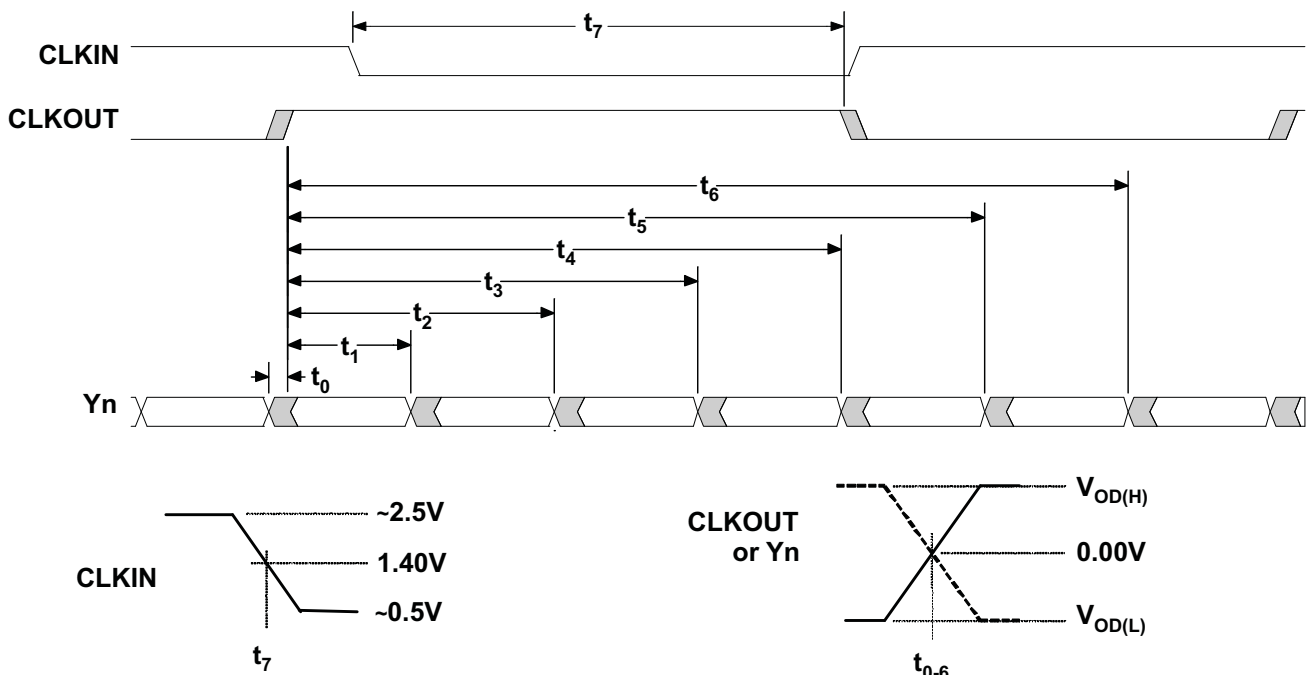 t7
CLKIN
CLKOUT
t6
t5
t4
t3
t2
t1
t0
Yn
CLKIN
~2.5V
1.40V
~0.5V
t7
CLKOUT
or Yn
VOD(H)
0.00V
VOD(L)
t0-6